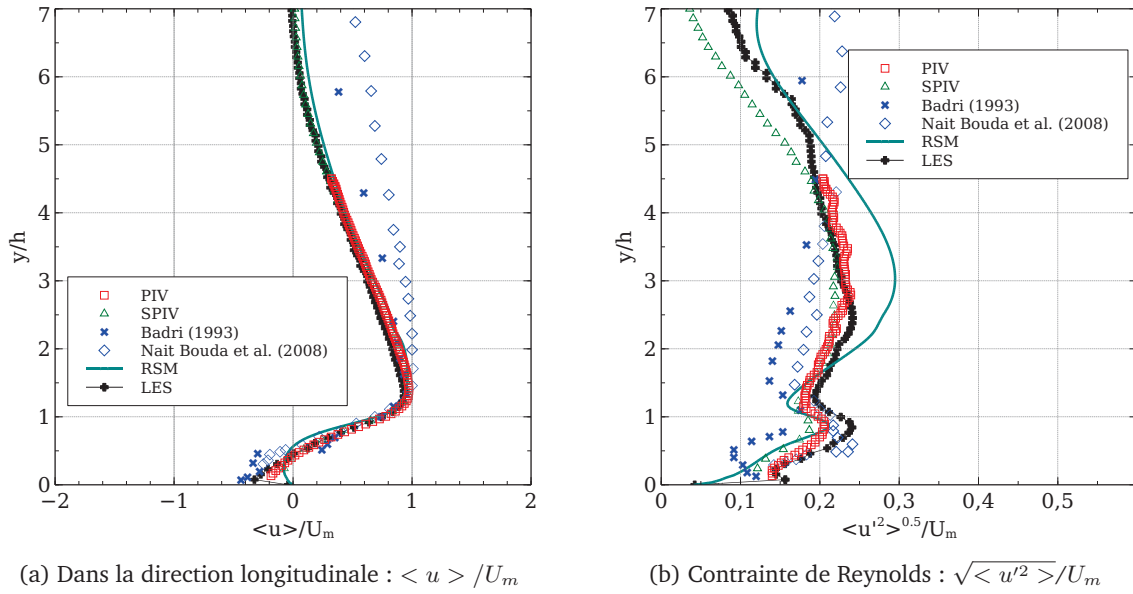 7
6
5
4
3
2
1
0
y/h
PIV
SPIV
Badri (1993)
Nait Bouda et al. (2008)
RSM
LES
−2
−1
0
1
2
<u>/Um
(a) Dans la direction longitudinale : < u > /Um
7
6
5
4
3
2
1
0
y/h
PIV
SPIV
Badri (1993)
Nait Bouda et al. (2008)
RSM
LES
0
0,1
0,2
0,3
0,4
0,5
<u'²>⁰·⁵/Um
(b) Contrainte de Reynolds : √< u′² >/Um